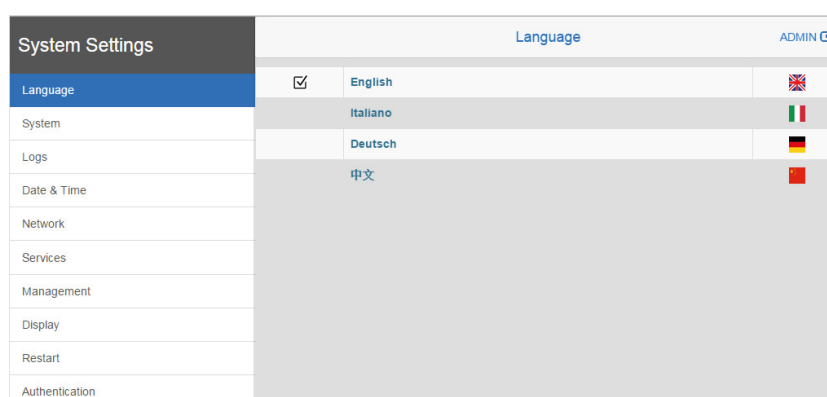 System Settings
Language
System
Logs
Date & Time
Network
Services
Management
Display
Restart
Authentication
Language
ADMIN
English
Italiano
Deutsch
中文